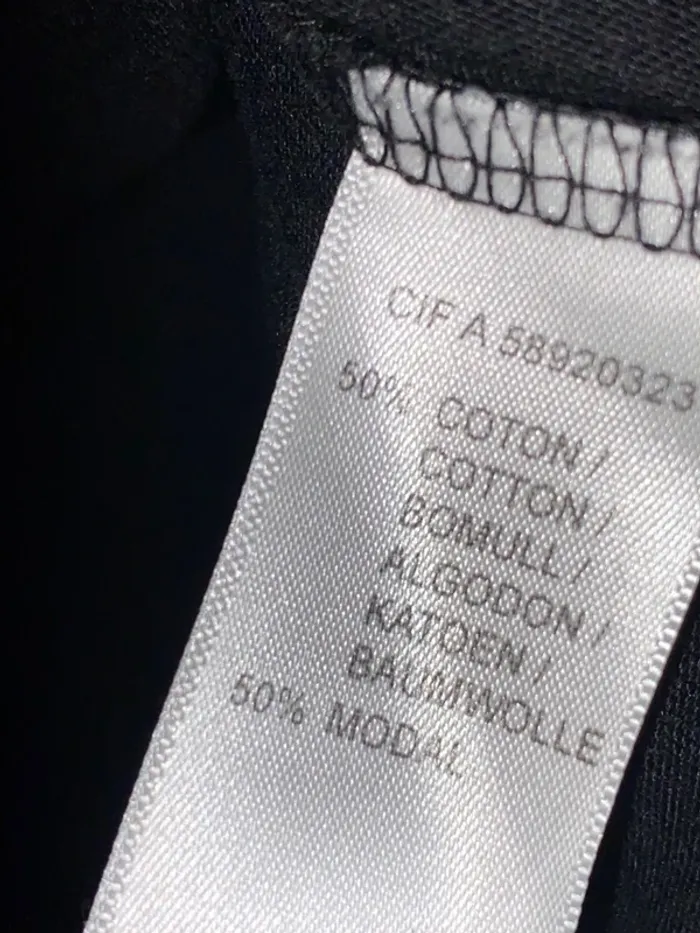 CIF A 58920323
50% COTON /
COTTON /
BOMULL /
ALGODON /
KATOEN /
BAUMWOLLE
50% MODAL